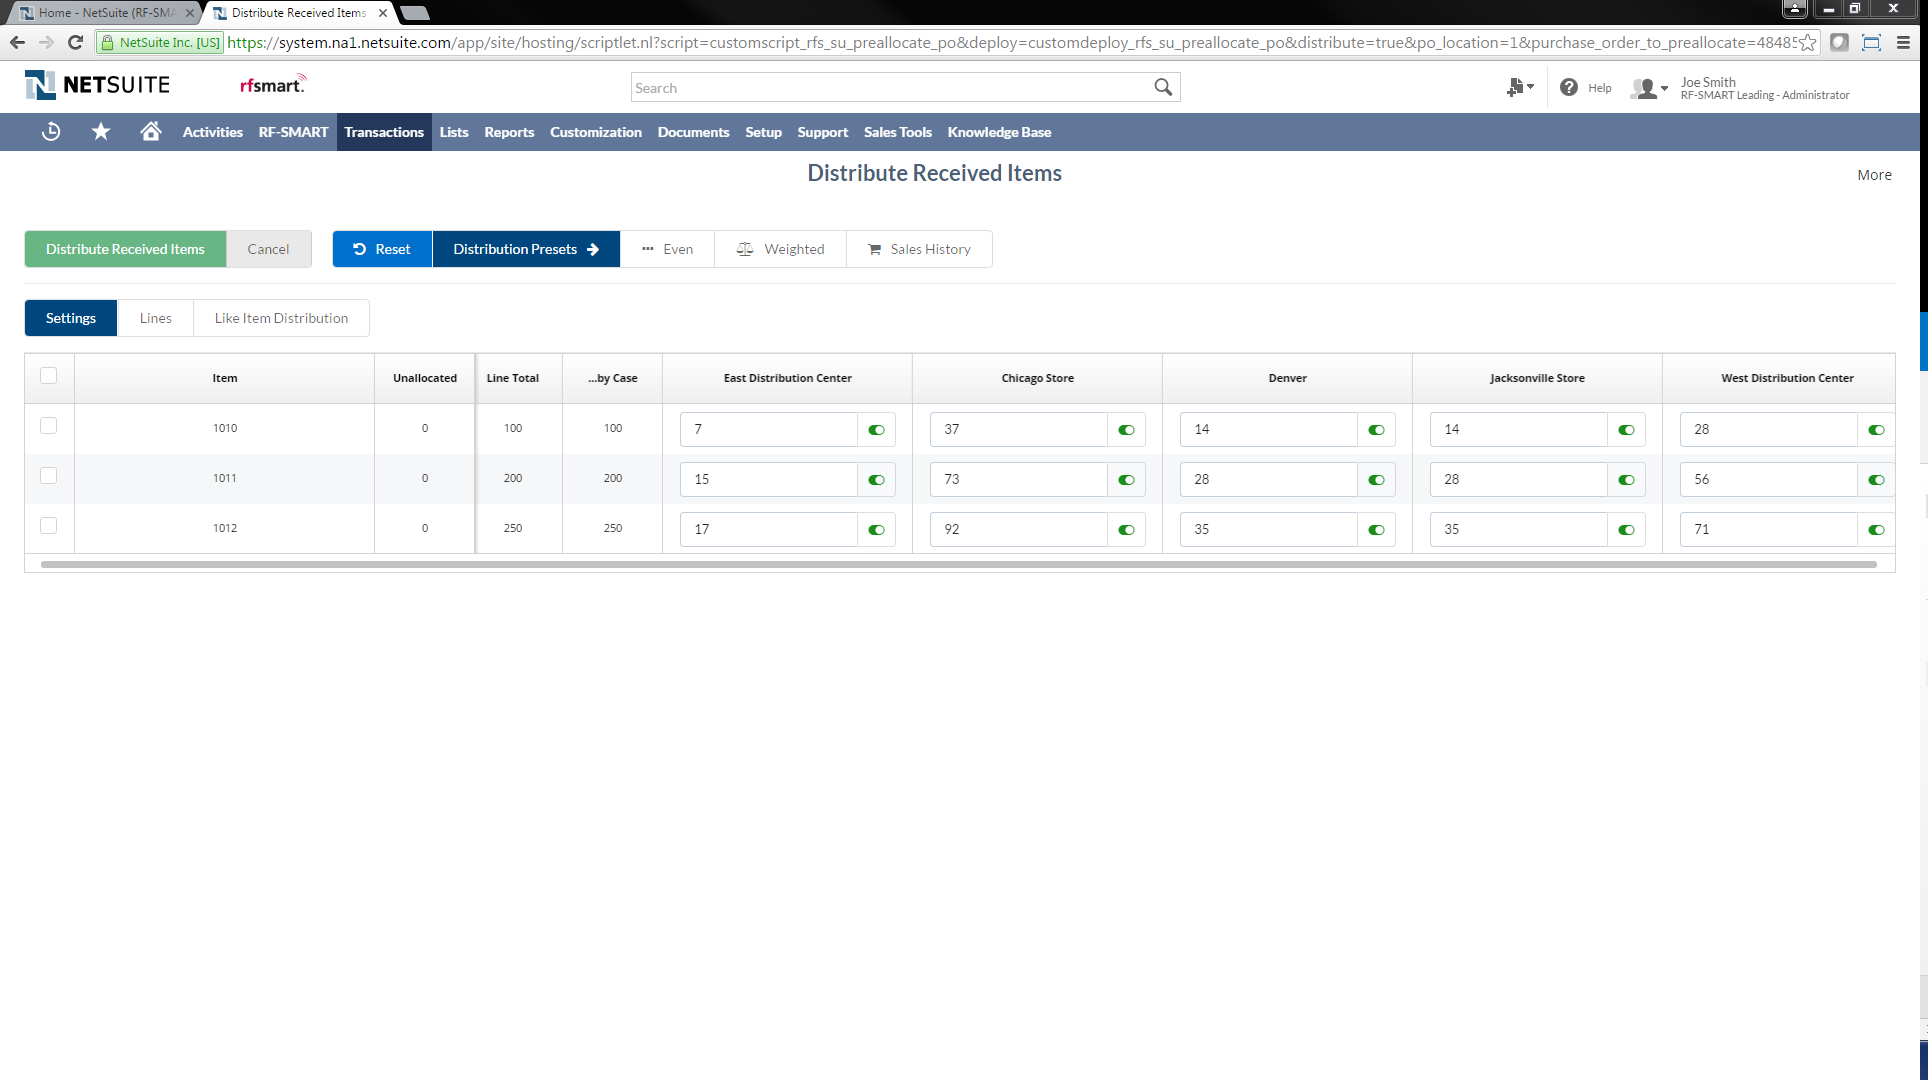 Home - NetSuite (RF-SMA
Distribute Received Items
NetSuite Inc. [US]
https://system.na1.netsuite.com/app/site/hosting/scriptlet.nl?script=customscript_rfs_su_preallocate_po&deploy=customdeploy_rfs_su_preallocate_po&distribute=true&po_location=1&purchase_order_to_preallocate=48485
NETSUITE
rfsmart.
Search
Help
Joe Smith
RF-SMART Leading - Administrator
Activities RF-SMART Transactions Lists Reports Customization Documents Setup Support Sales Tools Knowledge Base
Distribute Received Items
More
Distribute Received Items Cancel Reset Distribution Presets Even Weighted Sales History
Settings Lines Like Item Distribution
Item Unallocated Line Total ...by Case East Distribution Center Chicago Store Denver Jacksonville Store West Distribution Center
1010 0 100 100 7 37 14 14 28
1011 0 200 200 15 73 28 28 56
1012 0 250 250 17 92 35 35 71